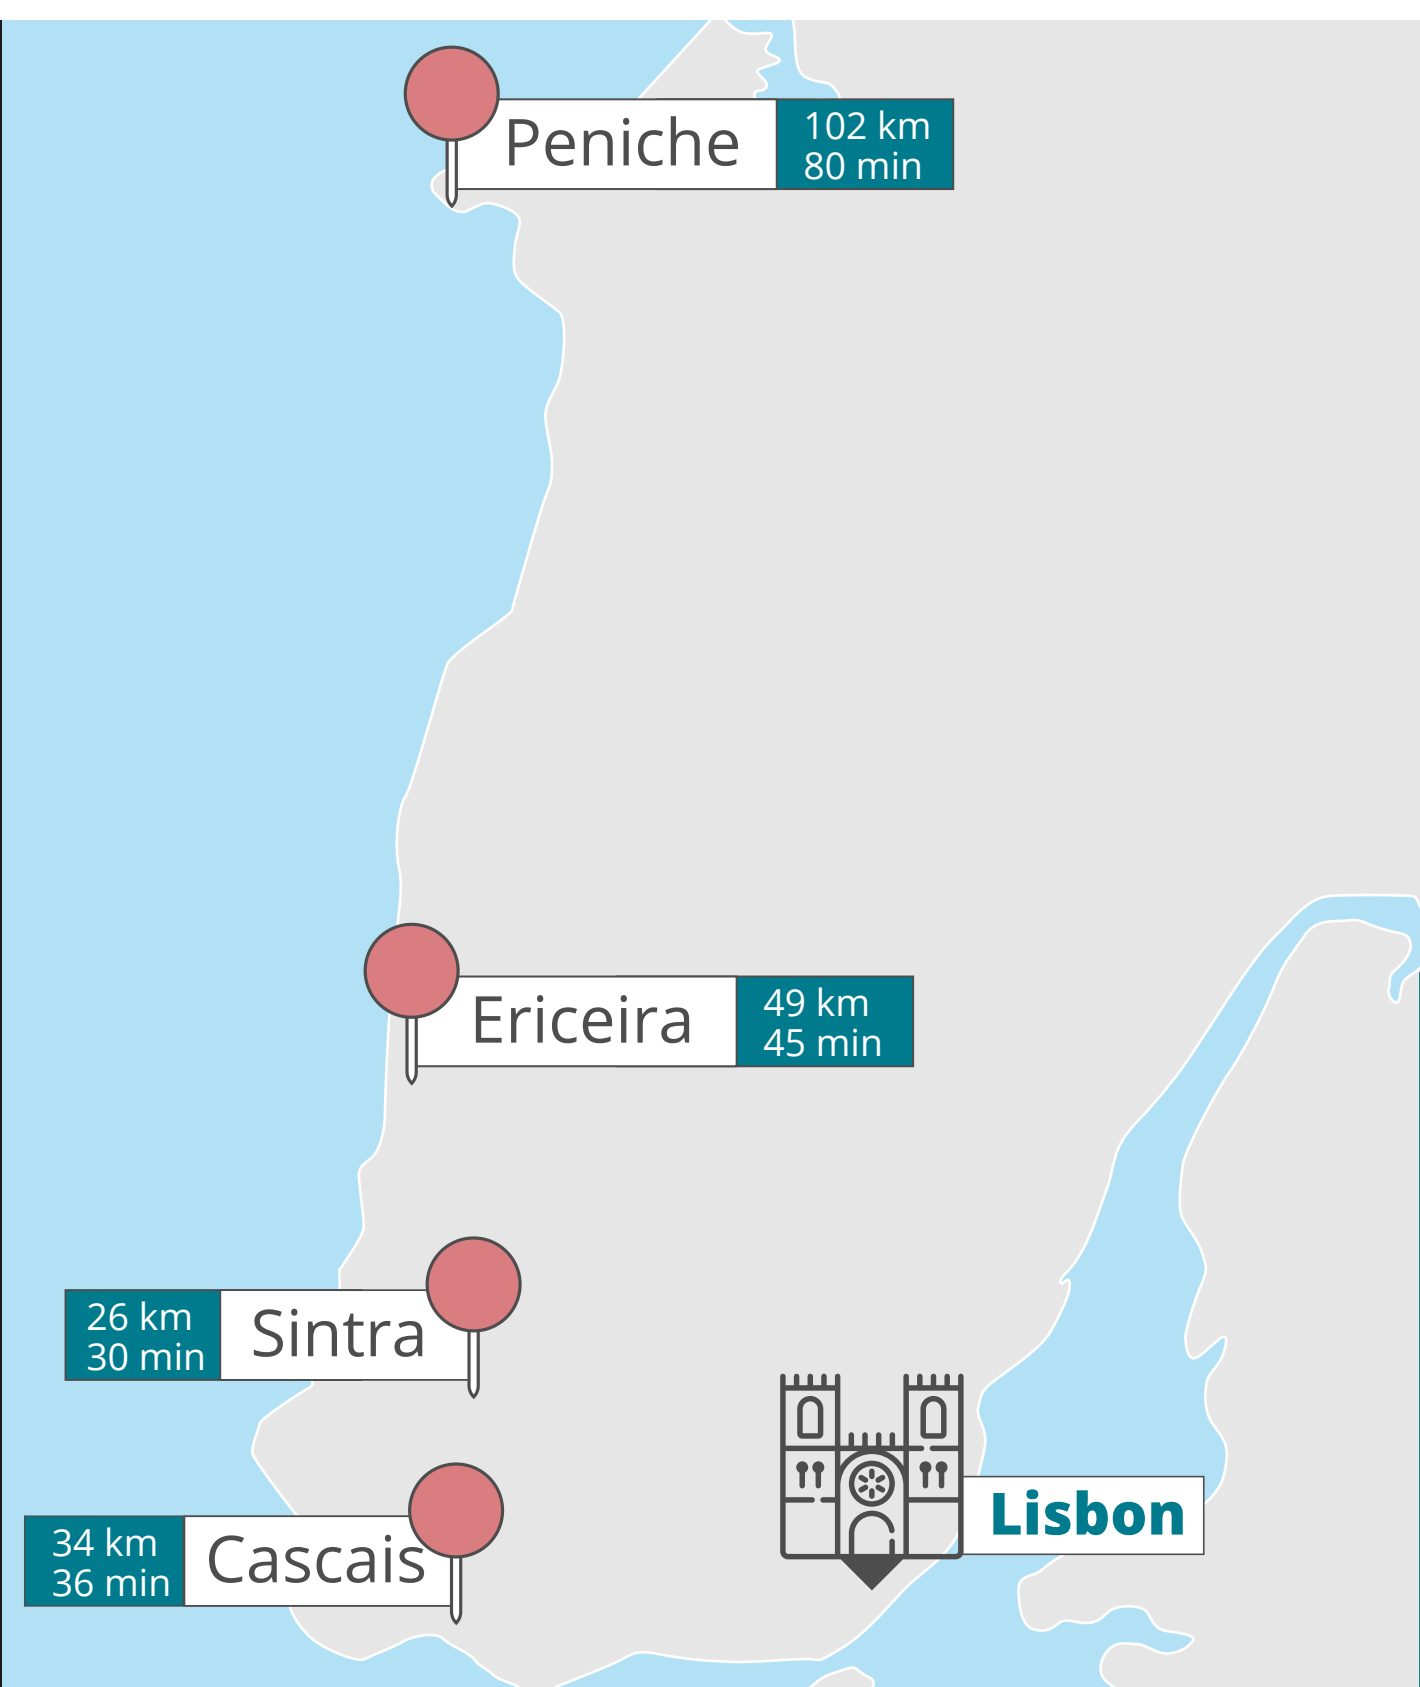 Peniche
102 km
80 min
Ericeira
49 km
45 min
26 km
30 min
Sintra
34 km
36 min
Cascais
Lisbon